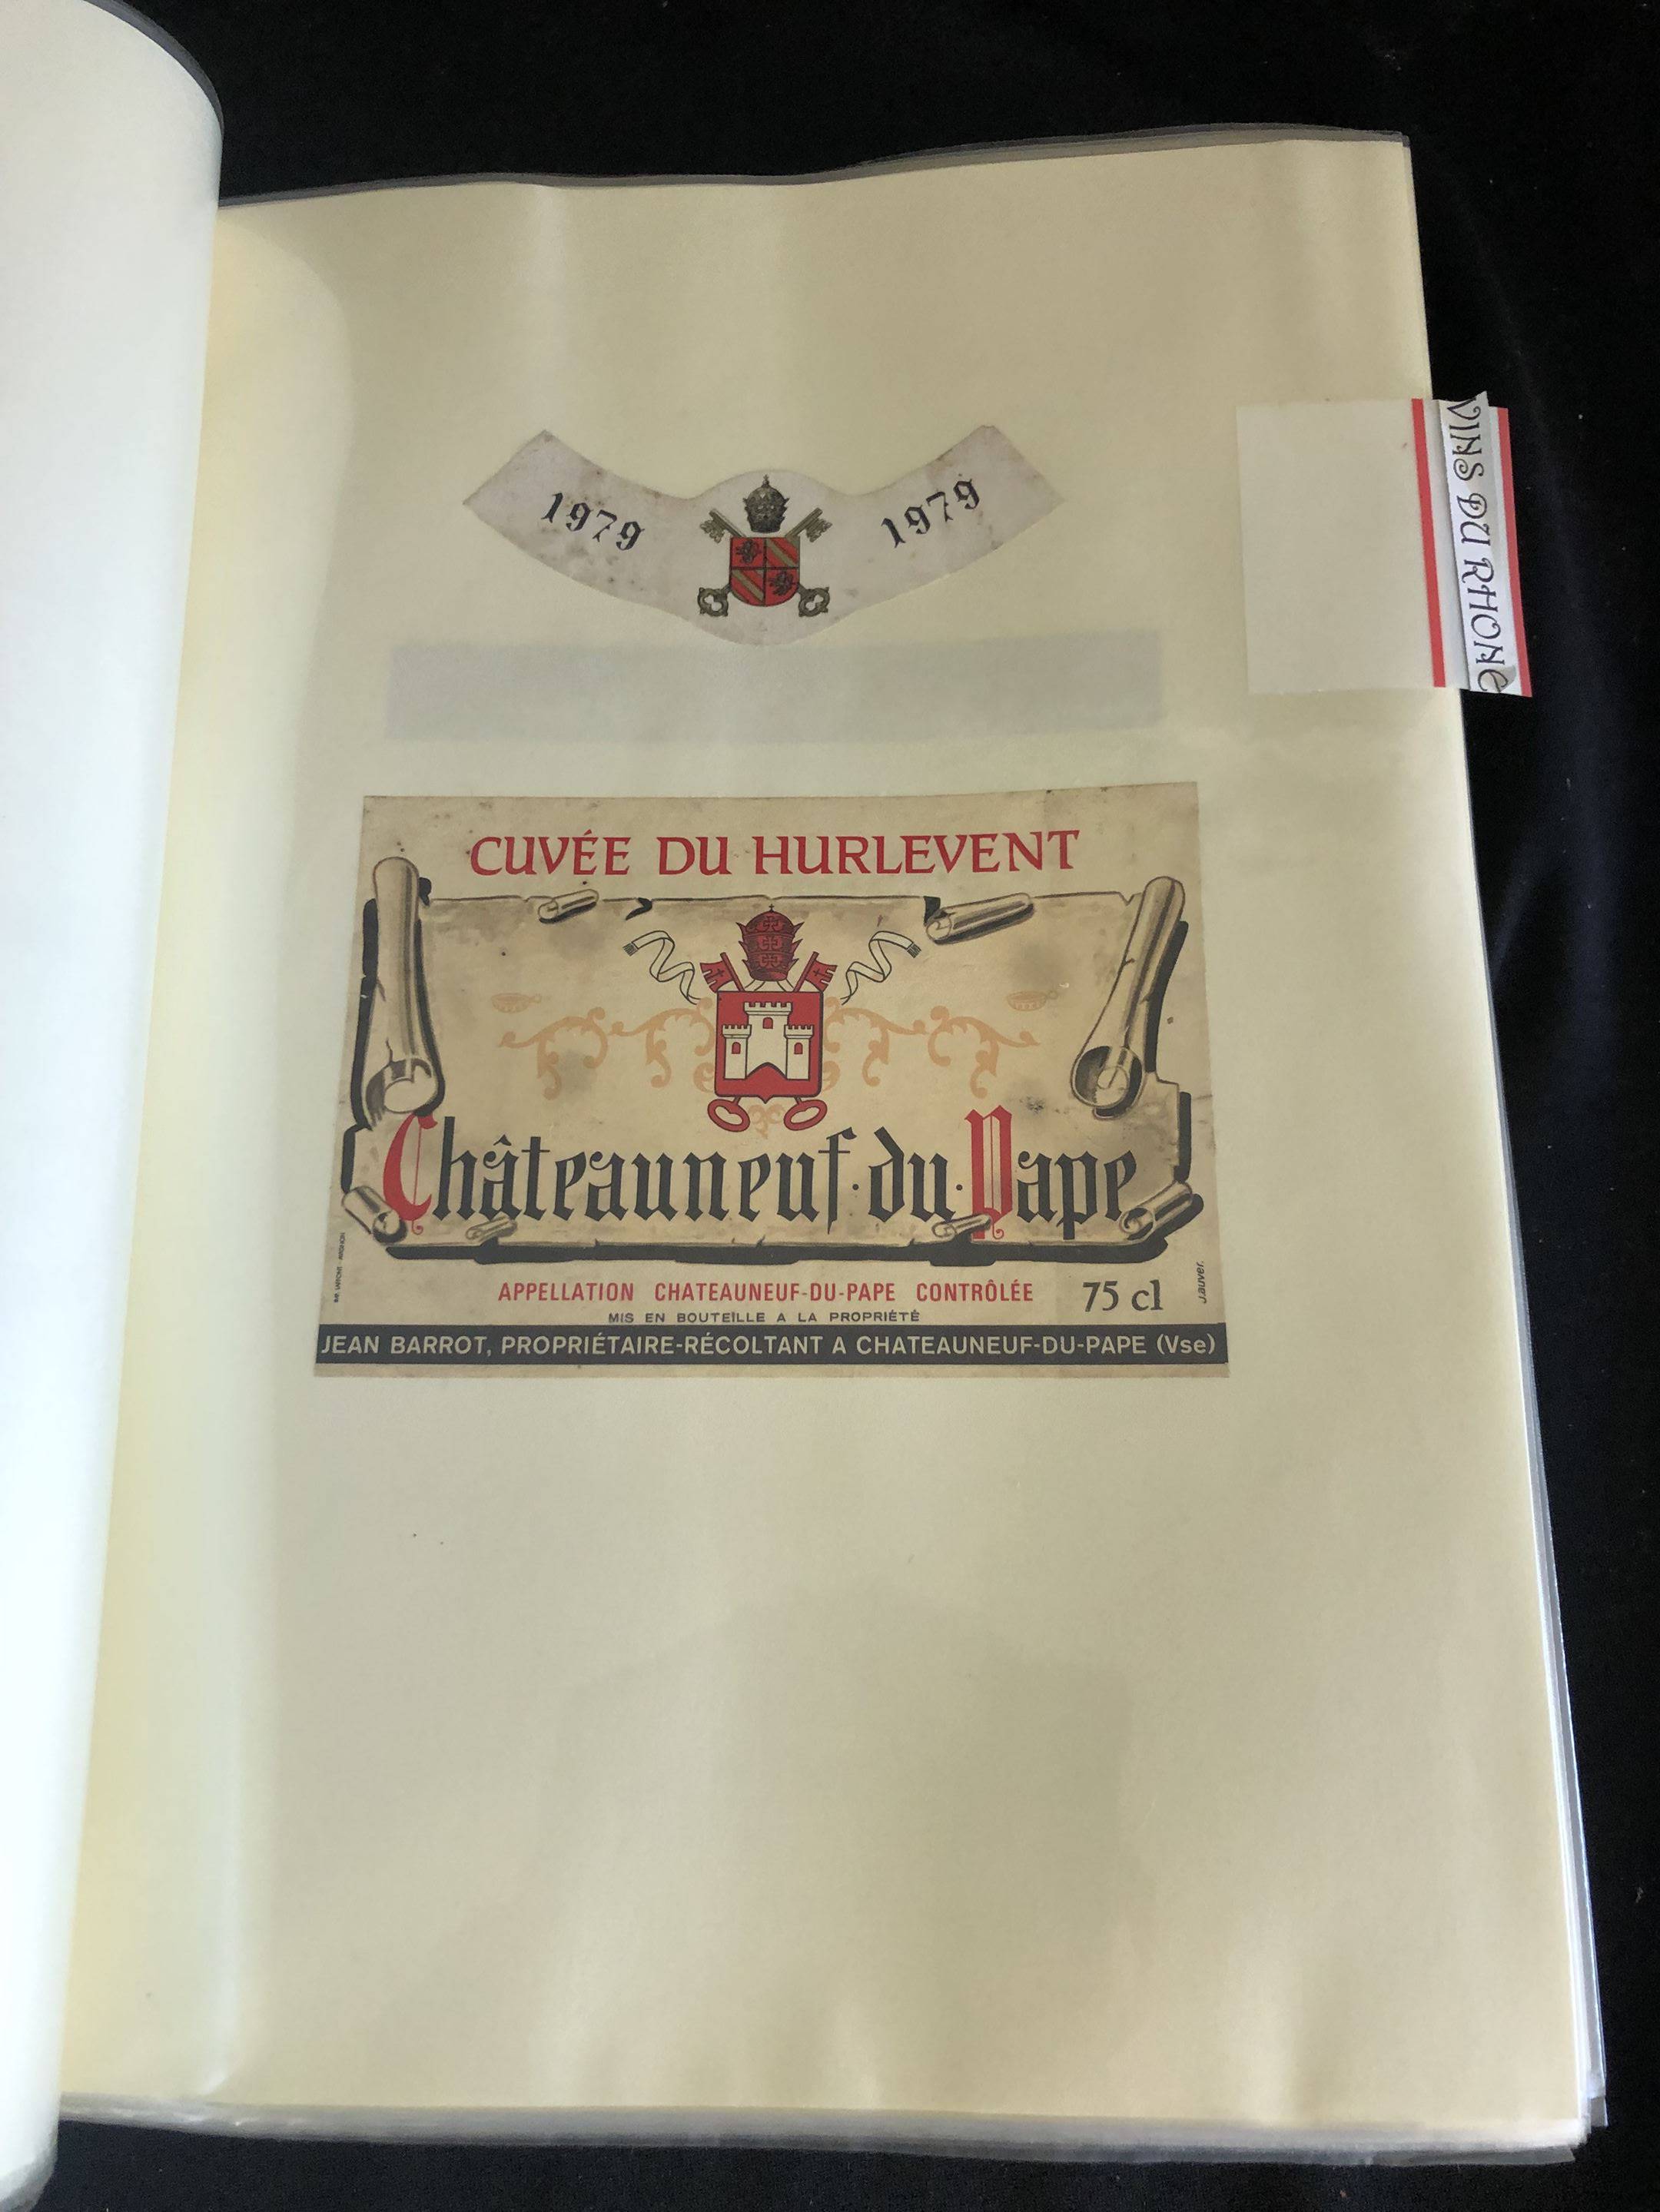 1979 1979
VINS DU RHONE
CUVÉE DU HURLEVENT
Châteauneuf·du·Pape
APPELLATION CHATEAUNEUF-DU-PAPE CONTRÔLÉE 75 cl
MIS EN BOUTEILLE A LA PROPRIÉTÉ
JEAN BARROT, PROPRIÉTAIRE-RÉCOLTANT A CHATEAUNEUF-DU-PAPE (Vse)
J.auver.